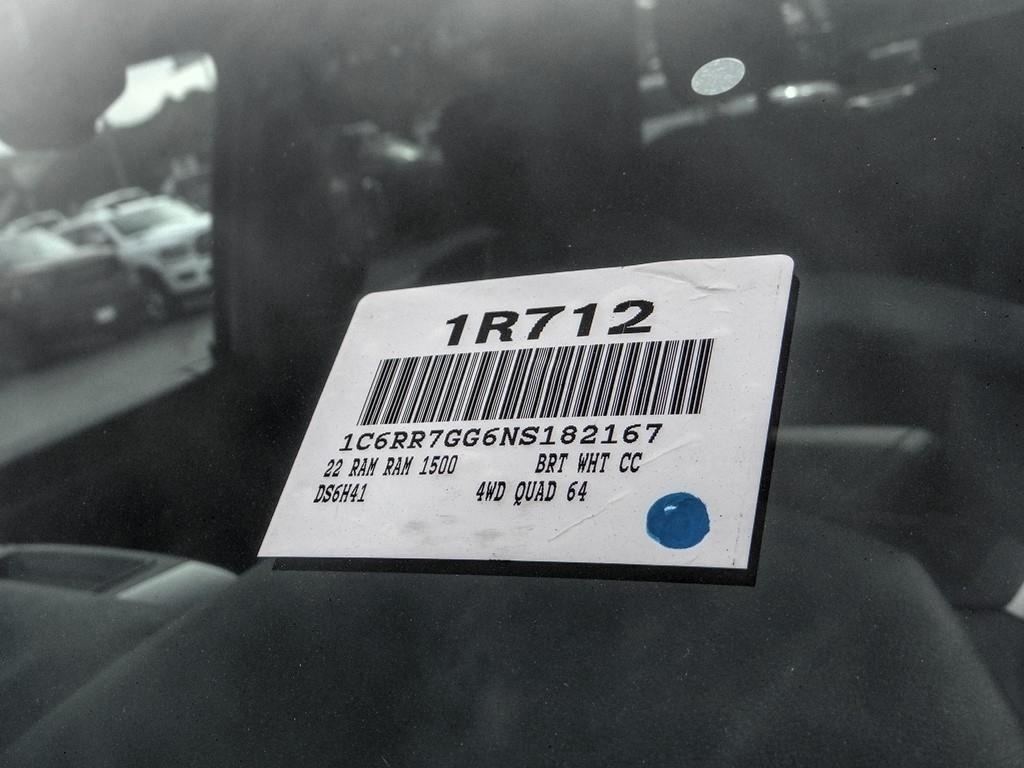 1R712
1C6RR7GG6NS182167
22 RAM RAM 1500 BRT WHT CC
DS6H41 4WD QUAD 64